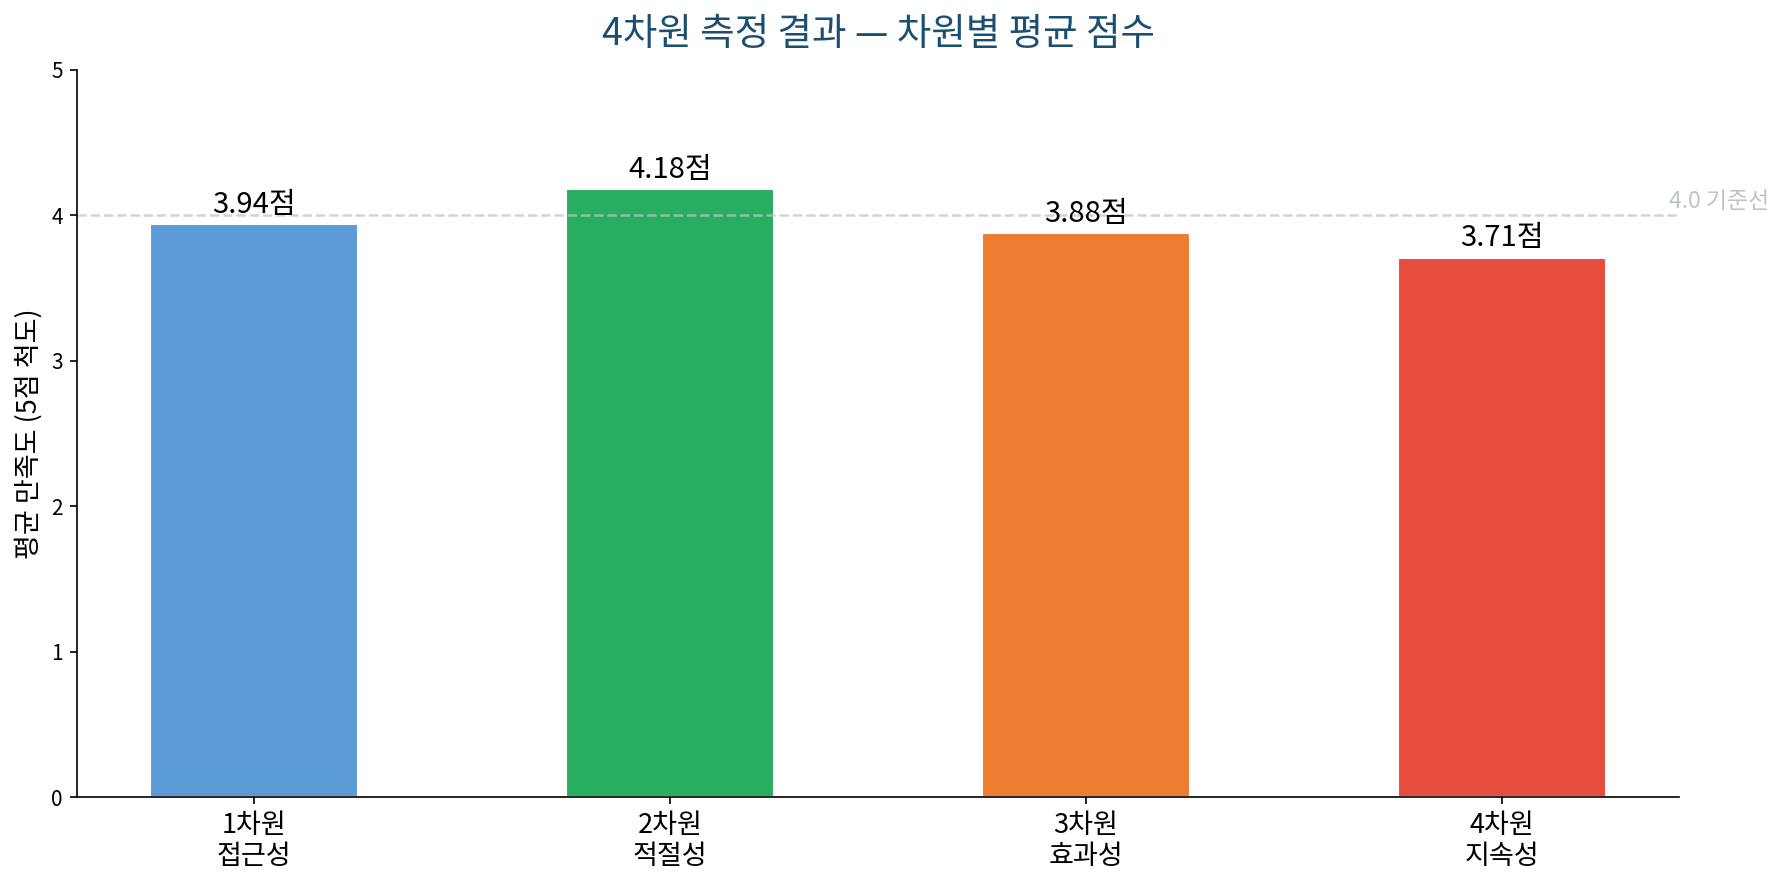 4차원 측정 결과 — 차원별 평균 점수
평균 만족도 (5점 척도)
5
4
3
2
1
0
3.94점
4.18점
3.88점
3.71점
4.0 기준선
1차원
접근성
2차원
적절성
3차원
효과성
4차원
지속성